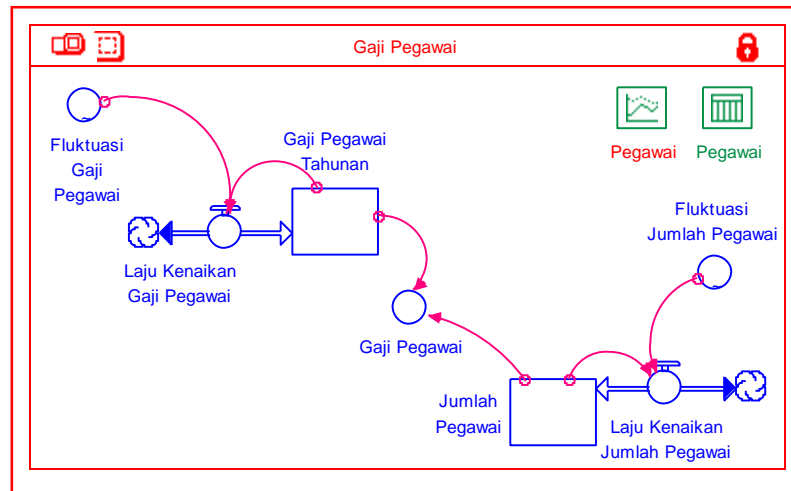 Gaji Pegawai
Fluktuasi
Gaji
Pegawai
Gaji Pegawai
Tahunan
Pegawai
Pegawai
Fluktuasi
Jumlah Pegawai
Laju Kenaikan
Gaji Pegawai
Gaji Pegawai
Jumlah
Pegawai
Laju Kenaikan
Jumlah Pegawai